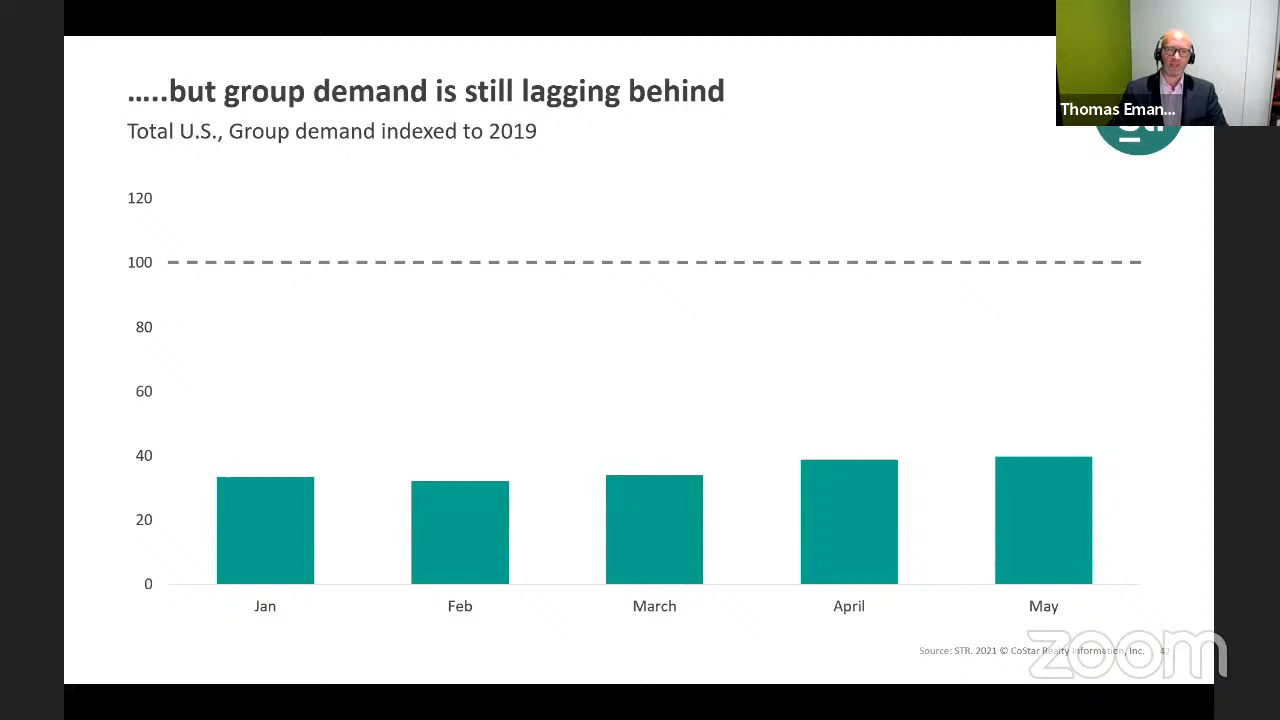 …..but group demand is still lagging behind
Total U.S., Group demand indexed to 2019
Thomas Eman...
120
100
80
60
40
20
0
Jan
Feb
March
April
May
Source: STR. 2021 © CoStar Realty Information, Inc.
zoom